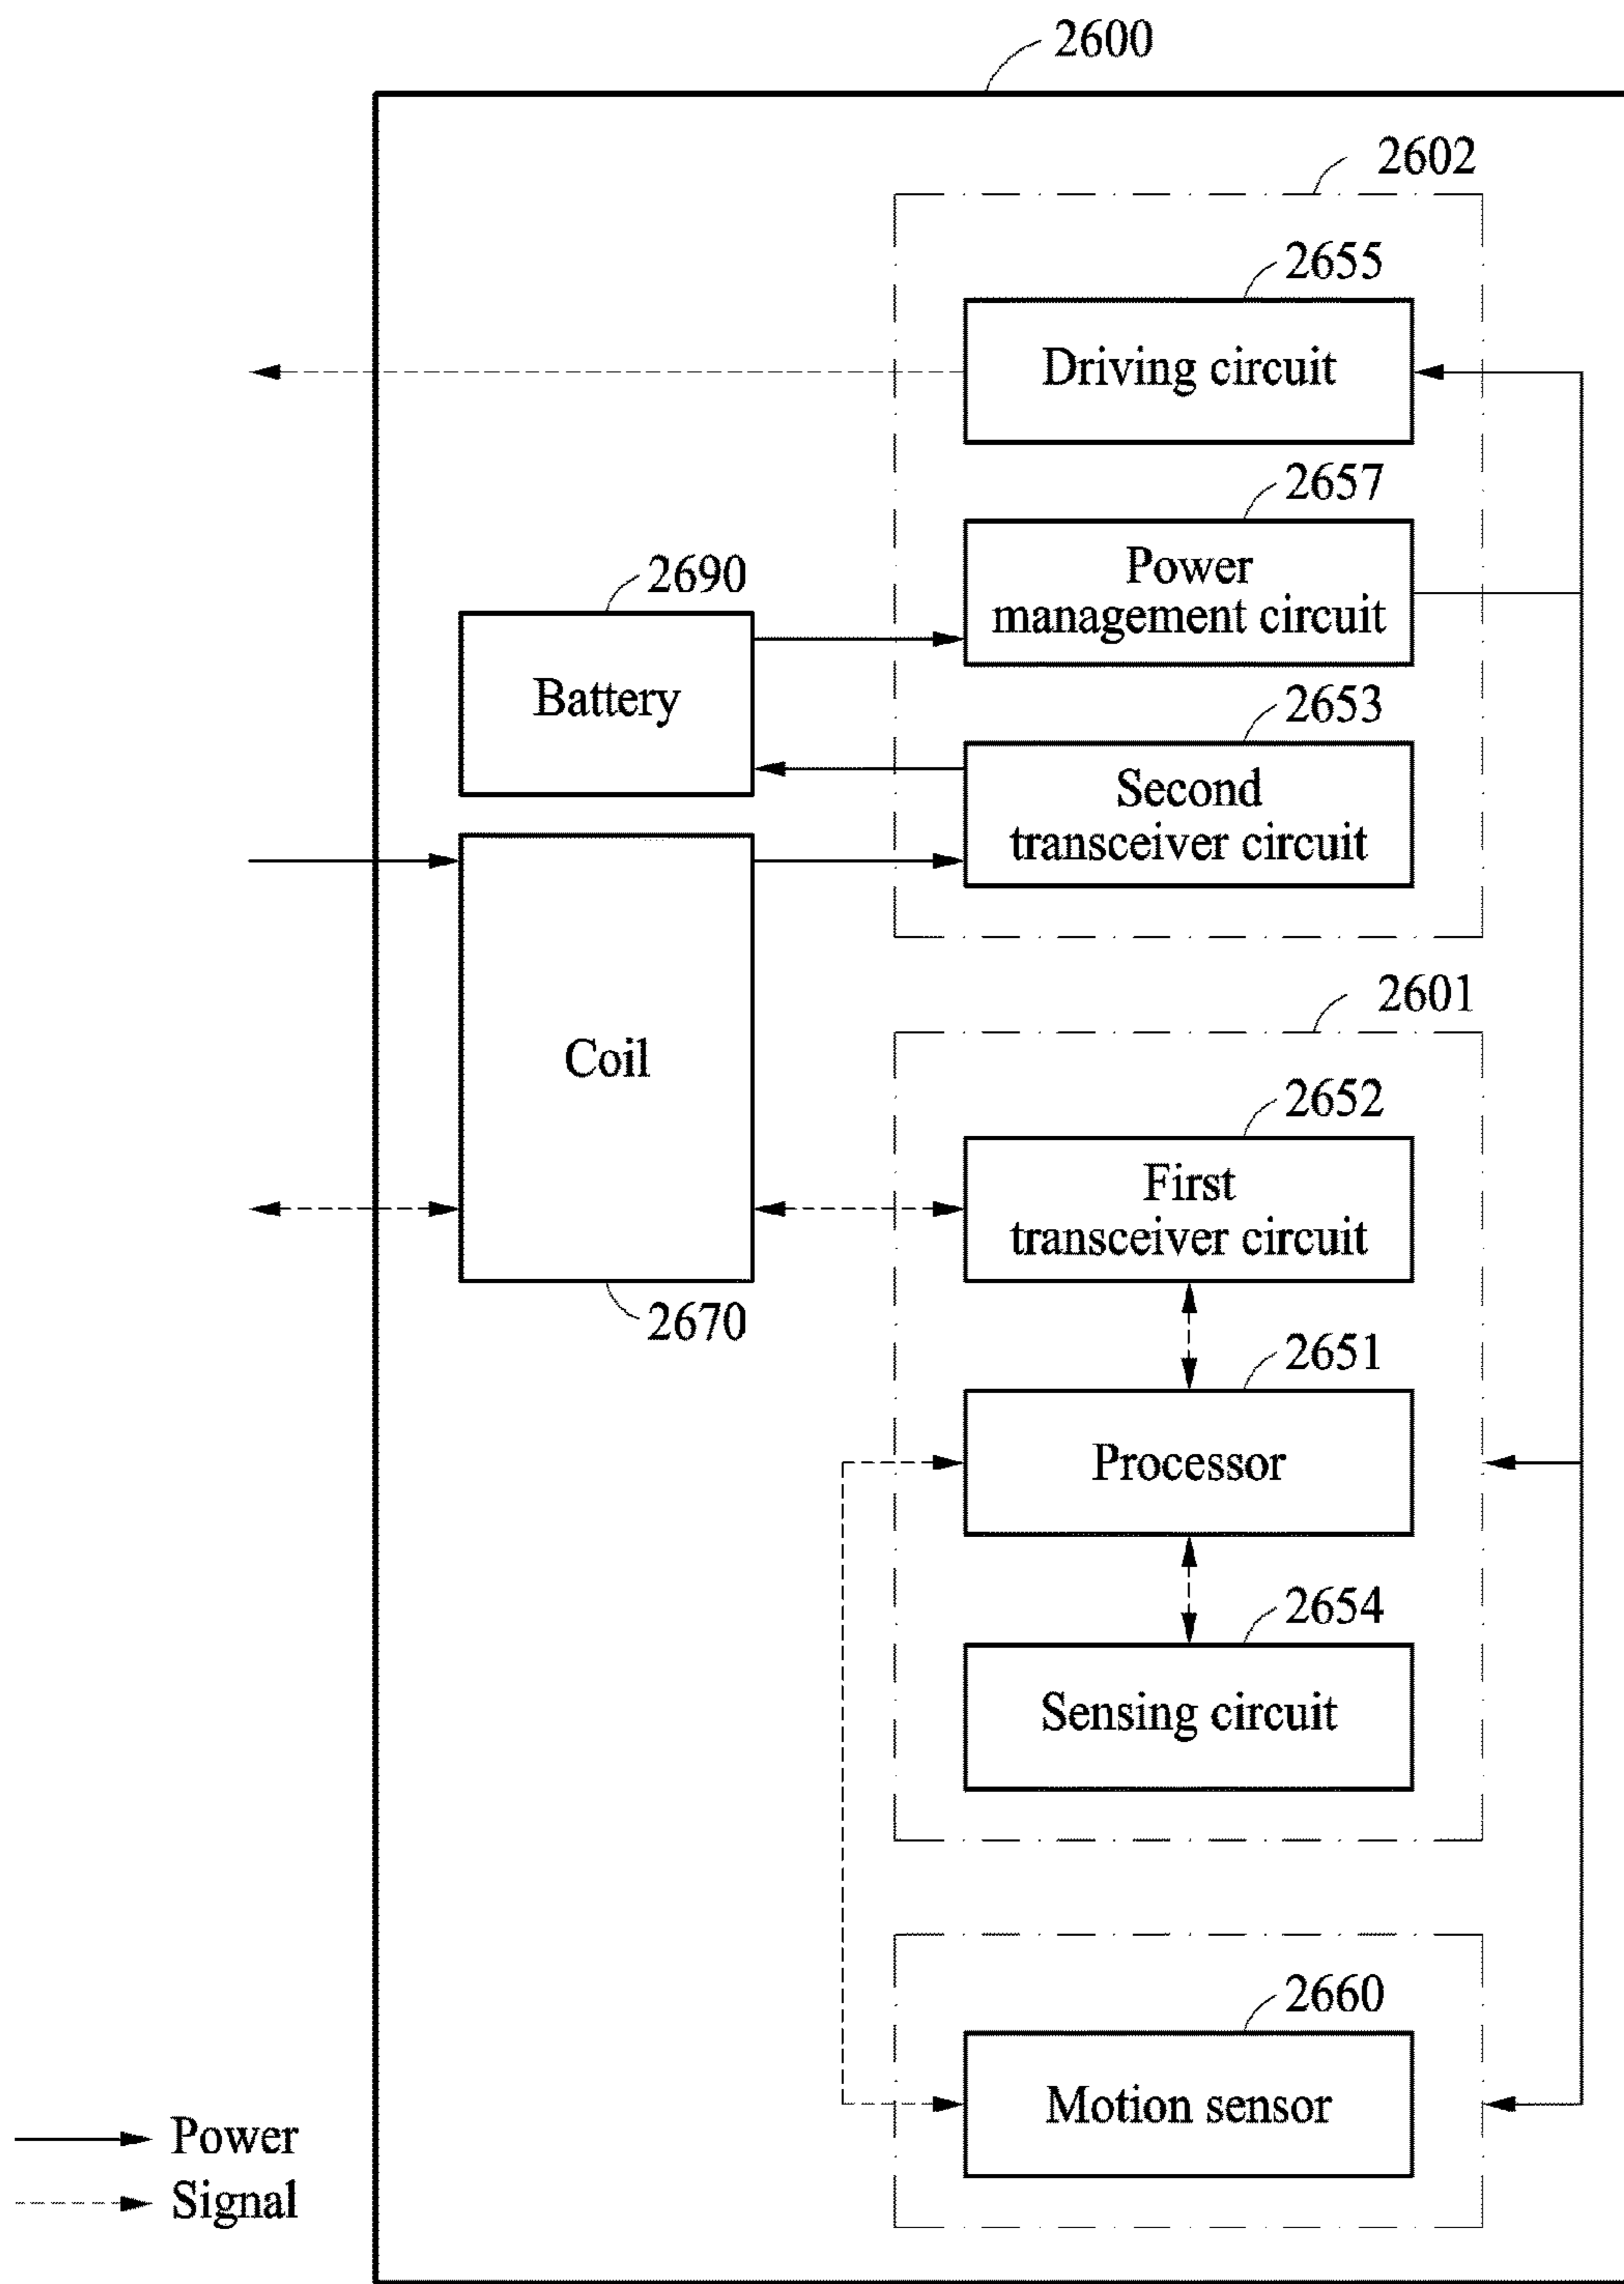 2600
2602
2655
Driving circuit
2657
Power
management circuit
2690
Battery
2653
Second
transceiver circuit
Coil
2670
2601
2652
First
transceiver circuit
2651
Processor
2654
Sensing circuit
2660
Motion sensor
Power
Signal